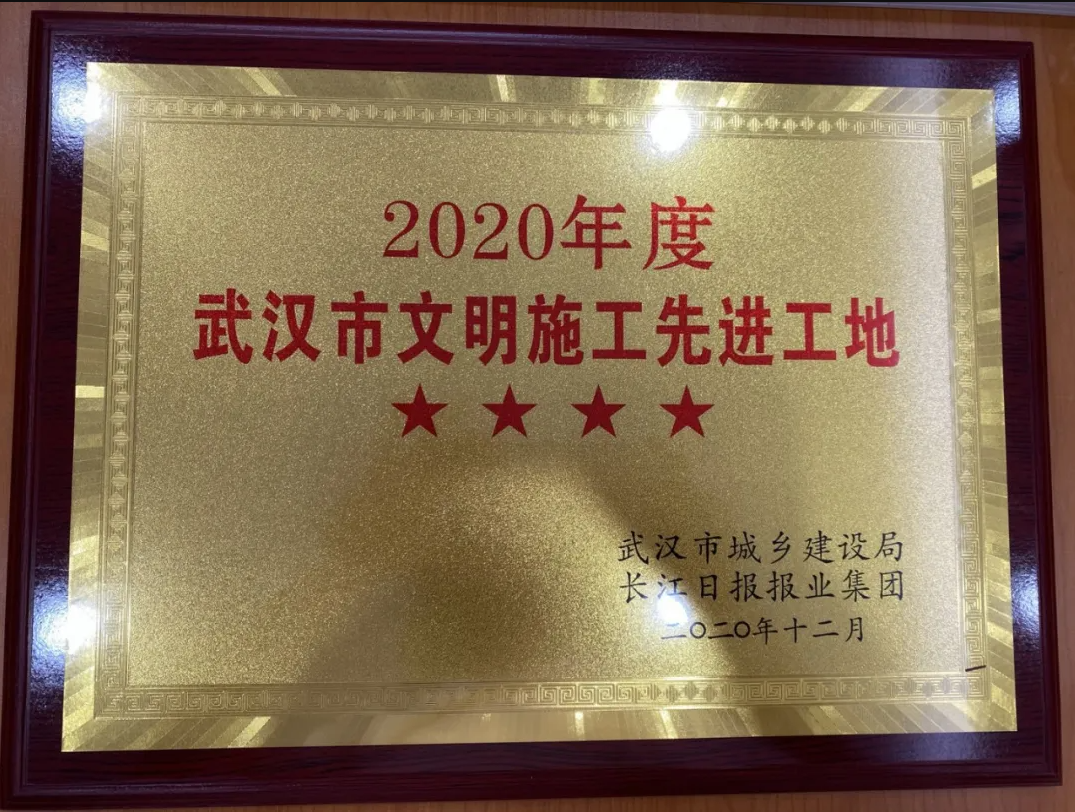 2020年度
武汉市文明施工先进工地
★ ★ ★ ★
武汉市城乡建设局
长江日报报业集团
二〇二〇年十二月